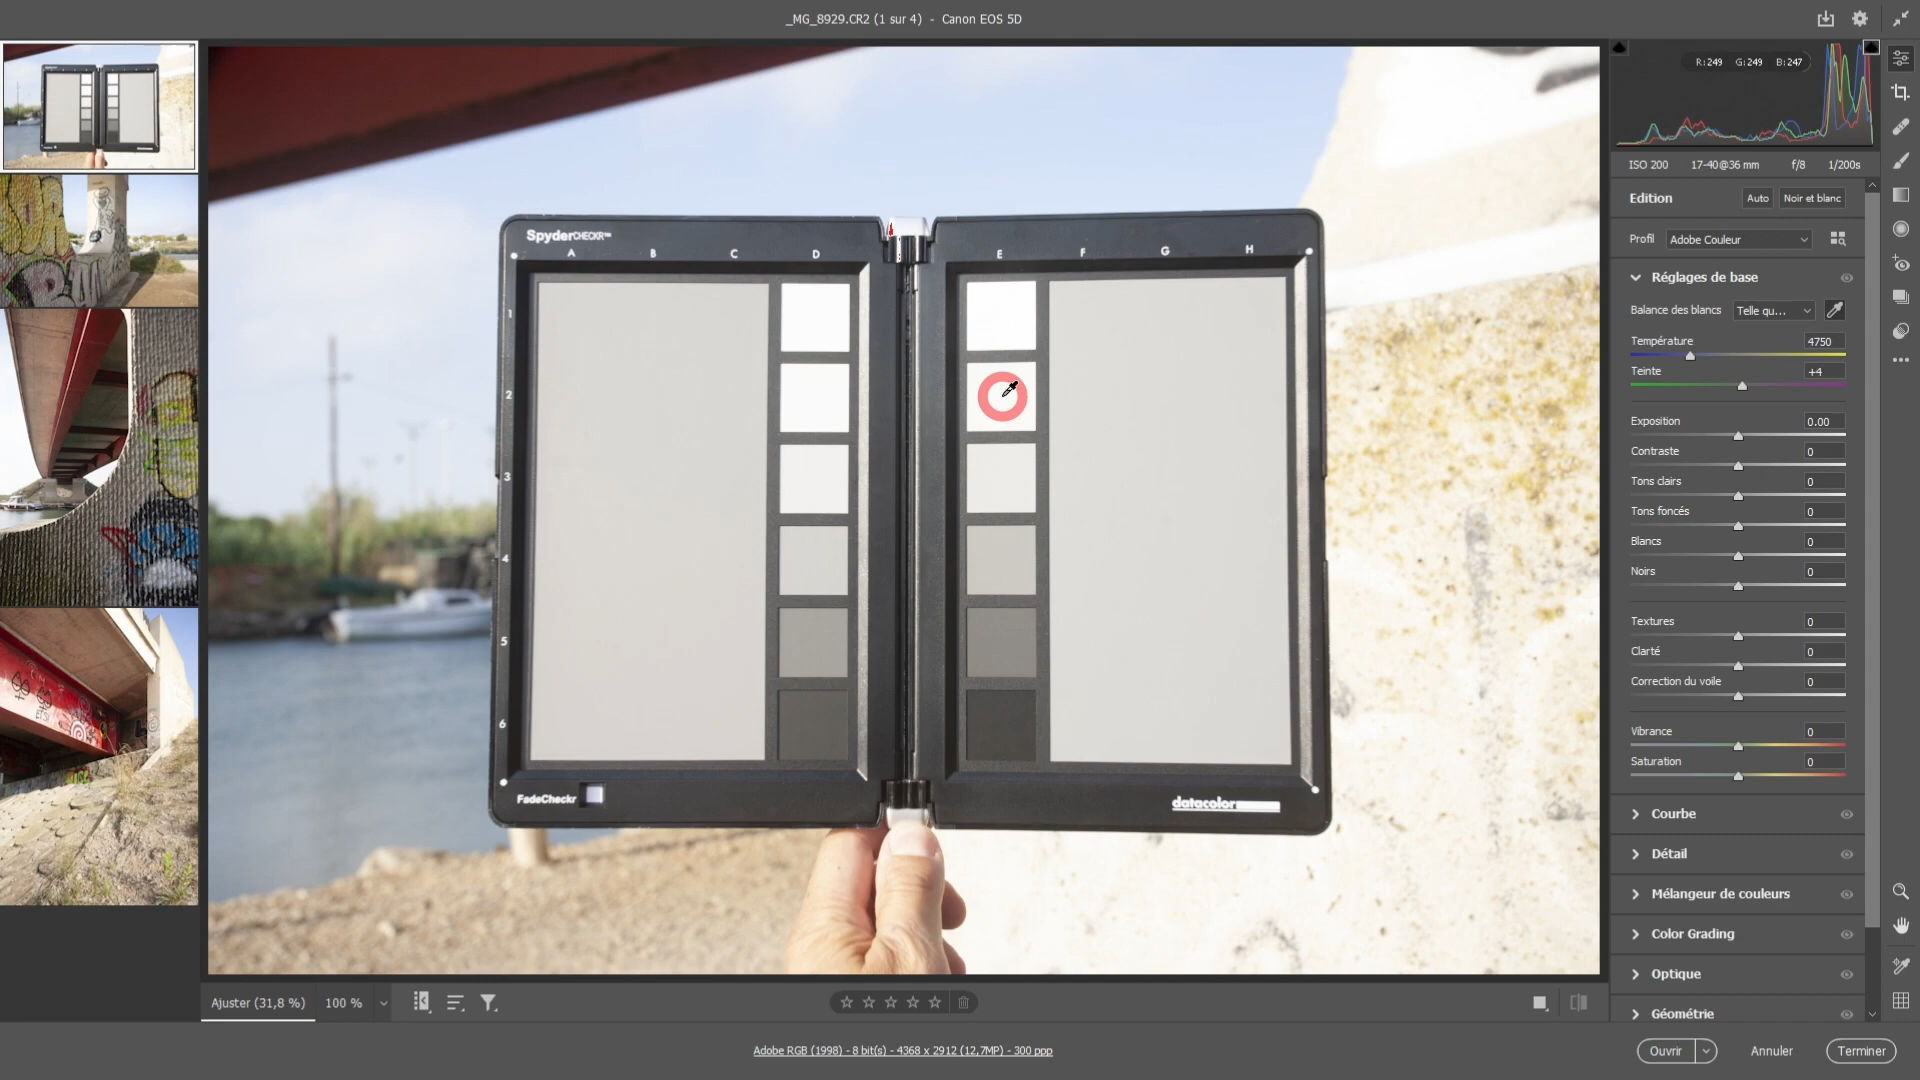 _MG_8929.CR2 (1 sur 4) - Canon EOS 5D
R:249 G:249 B:247
ISO 200 17-40@36 mm f/8 1/200s
Edition Auto Noir et blanc
Profil Adobe Couleur
Réglages de base
Balance des blancs Telle qu...
Température 4750
Teinte +4
Exposition 0.00
Contraste 0
Tons clairs 0
Tons foncés 0
Blancs 0
Noirs 0
Textures 0
Clarté 0
Correction du voile 0
Vibrance 0
Saturation 0
Courbe
Détail
Mélangeur de couleurs
Color Grading
Optique
Géométrie
SpyderCHECKR™
A B C D E F G H
1
2
3
4
5
6
FadeCheckr
datacolor
Ajuster (31,8 %) 100 %
Adobe RGB (1998) - 8 bit(s) - 4368 x 2912 (12,7MP) - 300 ppp
Ouvrir Annuler Terminer